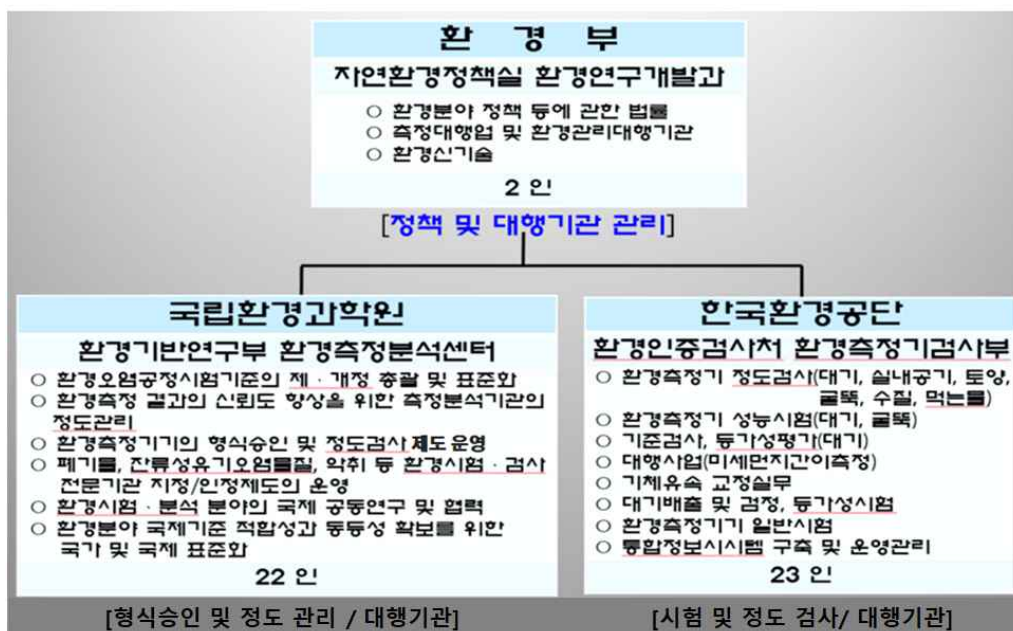 환 경 부
자연환경정책실 환경연구개발과
○ 환경분야 정책 등에 관한 법률
○ 측정대행업 및 환경관리대행기관
○ 환경신기술
2 인
[정책 및 대행기관 관리]
국립환경과학원
환경기반연구부 환경측정분석센터
○ 환경오염공정시험기준의 제·개정 총괄 및 표준화
○ 환경측정 결과의 신뢰도 향상을 위한 측정분석기관의
정도관리
○ 환경측정기기의 형식승인 및 정도검사 제도 운영
○ 폐기물, 잔류성유기오염물질, 악취 등 환경시험·검사
전문기관 지정/인정제도의 운영
○ 환경시험·분석 분야의 국제 공동연구 및 협력
○ 환경분야 국제기준 적합성과 동등성 확보를 위한
국가 및 국제 표준화
22 인
[형식승인 및 정도 관리 / 대행기관]
한국환경공단
환경인증검사처 환경측정기검사부
○ 환경측정기 정도검사(대기, 실내공기, 토양,
굴뚝, 수질, 먹는물)
○ 환경측정기 성능시험(대기, 굴뚝)
○ 기준검사, 등가성평가(대기)
○ 대행사업(미세먼지간이측정)
○ 기체유속 교정실무
○ 대기배출 및 검정, 등가성시험
○ 환경측정기기 일반시험
○ 통합정보시시템 구축 및 운영관리
23 인
[시험 및 정도 검사/ 대행기관]